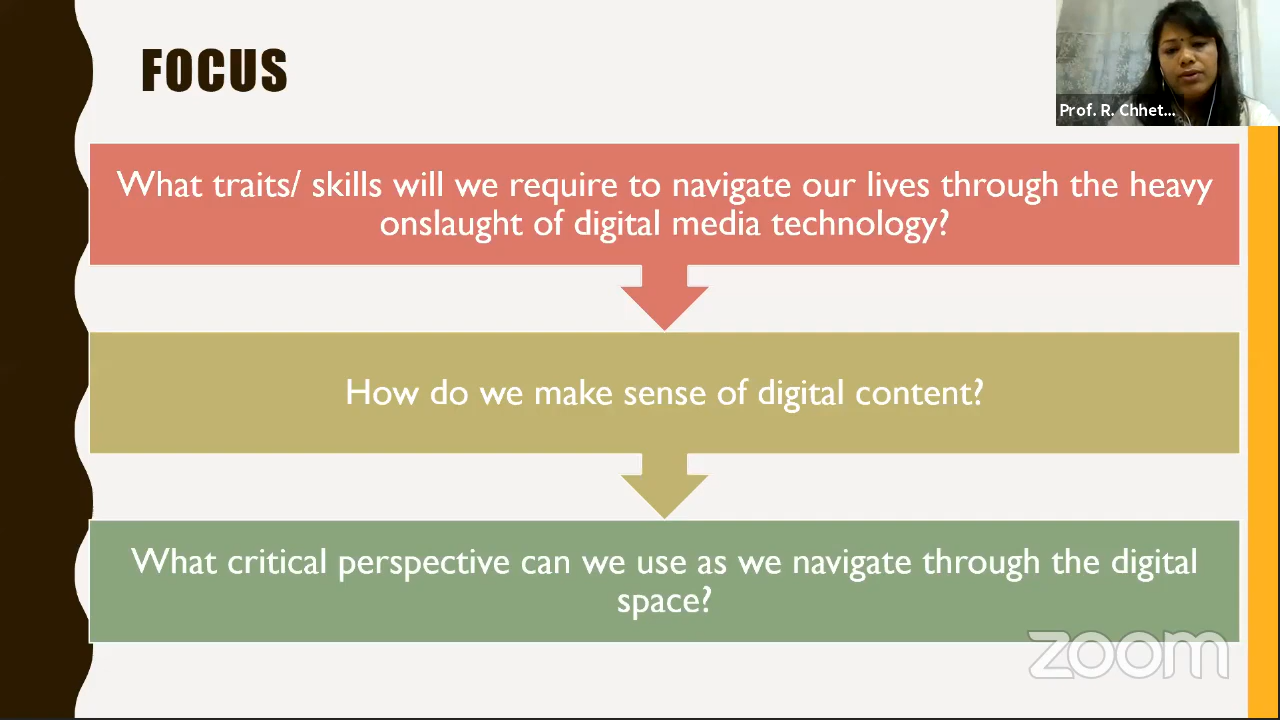 FOCUS
Prof. R. Chhet...
What traits/ skills will we require to navigate our lives through the heavy
onslaught of digital media technology?
How do we make sense of digital content?
What critical perspective can we use as we navigate through the digital
space?
zoom